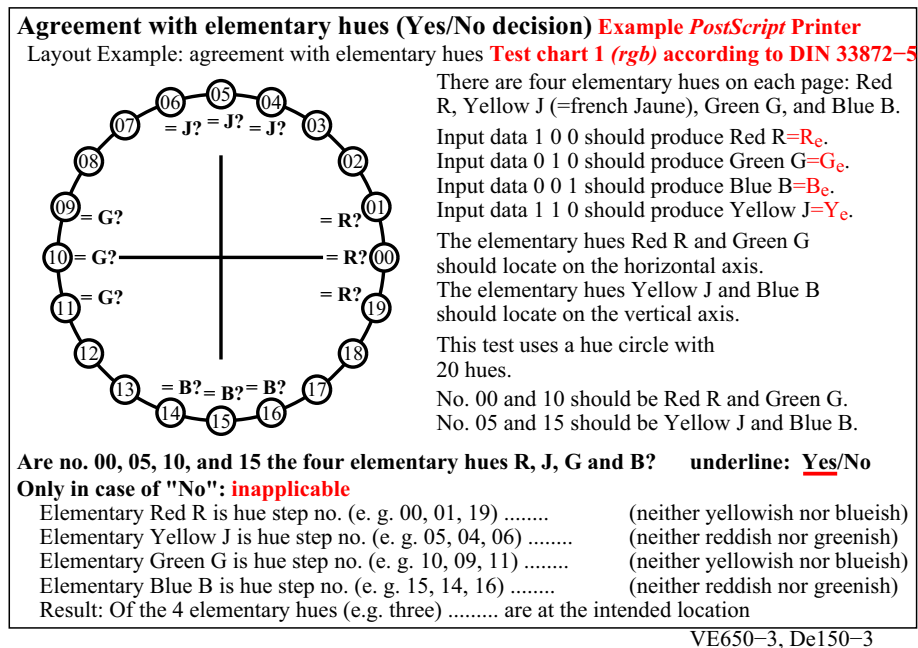 Agreement with elementary hues (Yes/No decision) Example PostScript Printer
Layout Example: agreement with elementary hues Test chart 1 (rgb) according to DIN 33872−5
There are four elementary hues on each page: Red
R, Yellow J (=french Jaune), Green G, and Blue B.
Input data 1 0 0 should produce Red R=Re.
Input data 0 1 0 should produce Green G=Ge.
Input data 0 0 1 should produce Blue B=Be.
Input data 1 1 0 should produce Yellow J=Ye.
The elementary hues Red R and Green G
should locate on the horizontal axis.
The elementary hues Yellow J and Blue B
should locate on the vertical axis.
This test uses a hue circle with
20 hues.
No. 00 and 10 should be Red R and Green G.
No. 05 and 15 should be Yellow J and Blue B.
06 05 04
= J? = J? = J?
07 03
08 02
09 = G? = R? 01
10 = G? = R? 00
11 = G? = R? 19
12 18
13 = B? = B? = B? 17
14 15 16
Are no. 00, 05, 10, and 15 the four elementary hues R, J, G and B? underline: Yes/No
Only in case of "No": inapplicable
Elementary Red R is hue step no. (e. g. 00, 01, 19) ........ (neither yellowish nor blueish)
Elementary Yellow J is hue step no. (e. g. 05, 04, 06) ........ (neither reddish nor greenish)
Elementary Green G is hue step no. (e. g. 10, 09, 11) ........ (neither yellowish nor blueish)
Elementary Blue B is hue step no. (e. g. 15, 14, 16) ........ (neither reddish nor greenish)
Result: Of the 4 elementary hues (e.g. three) ......... are at the intended location
VE650−3, De150−3